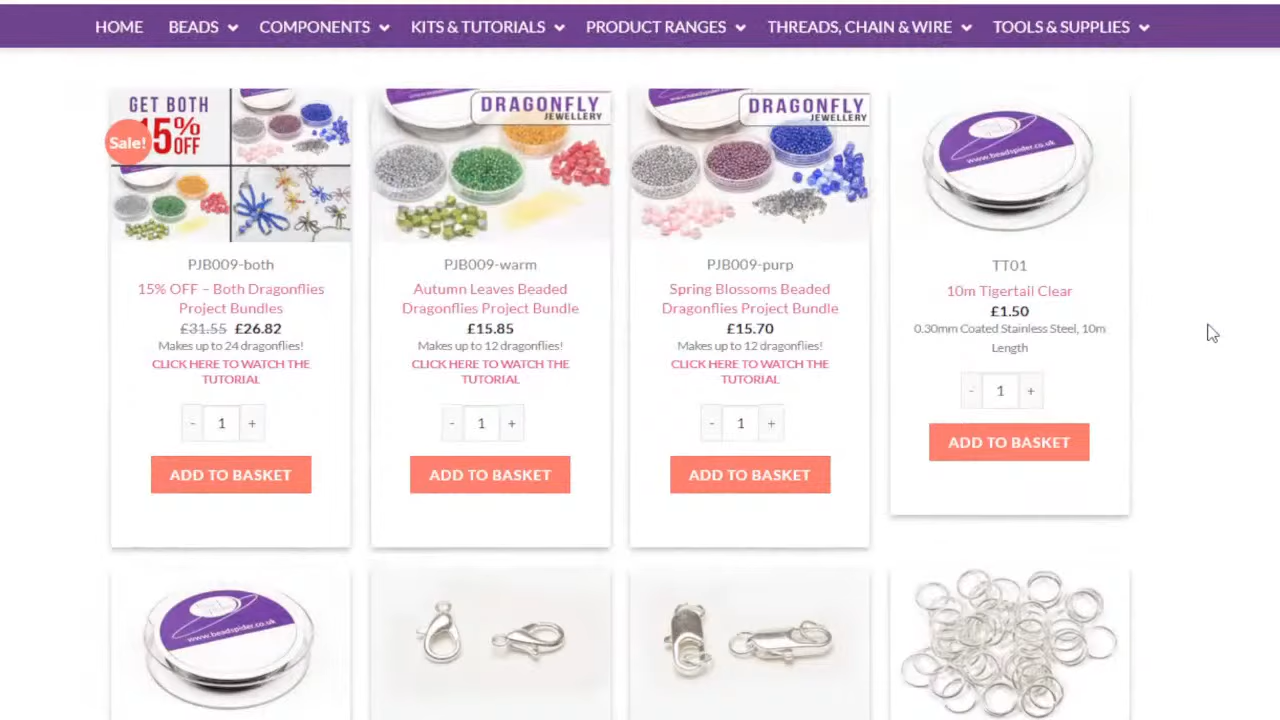 HOME BEADS COMPONENTS KITS & TUTORIALS PRODUCT RANGES THREADS, CHAIN & WIRE TOOLS & SUPPLIES
GET BOTH
15%
OFF
Sale!
PJB009-both
15% OFF – Both Dragonflies
Project Bundles
£31.55 £26.82
Makes up to 24 dragonflies!
CLICK HERE TO WATCH THE
TUTORIAL
- 1 +
ADD TO BASKET
DRAGONFLY
JEWELLERY
PJB009-warm
Autumn Leaves Beaded
Dragonflies Project Bundle
£15.85
Makes up to 12 dragonflies!
CLICK HERE TO WATCH THE
TUTORIAL
- 1 +
ADD TO BASKET
DRAGONFLY
JEWELLERY
PJB009-purp
Spring Blossoms Beaded
Dragonflies Project Bundle
£15.70
Makes up to 12 dragonflies!
CLICK HERE TO WATCH THE
TUTORIAL
- 1 +
ADD TO BASKET
www.beadspider.co.uk
TT01
10m Tigertail Clear
£1.50
0.30mm Coated Stainless Steel, 10m
Length
- 1 +
ADD TO BASKET
www.beadspider.co.uk